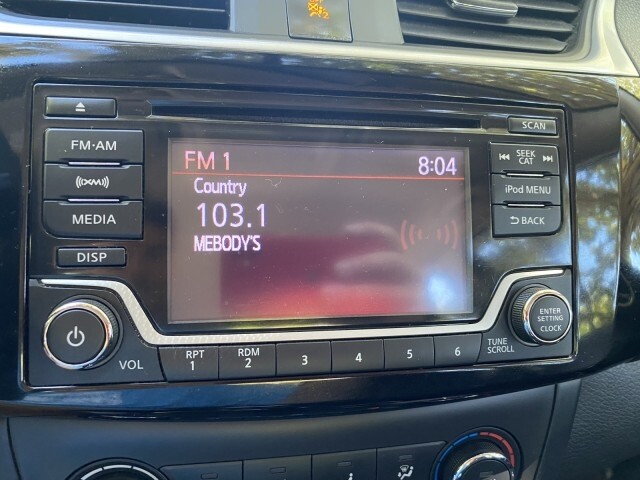 FM·AM
((XM))
MEDIA
DISP
FM 1
8:04
Country
103.1
MEBODY'S
SCAN
SEEK
CAT
iPod MENU
BACK
ENTER
SETTING
CLOCK
TUNE
SCROLL
VOL
RPT
1
RDM
2
3
4
5
6